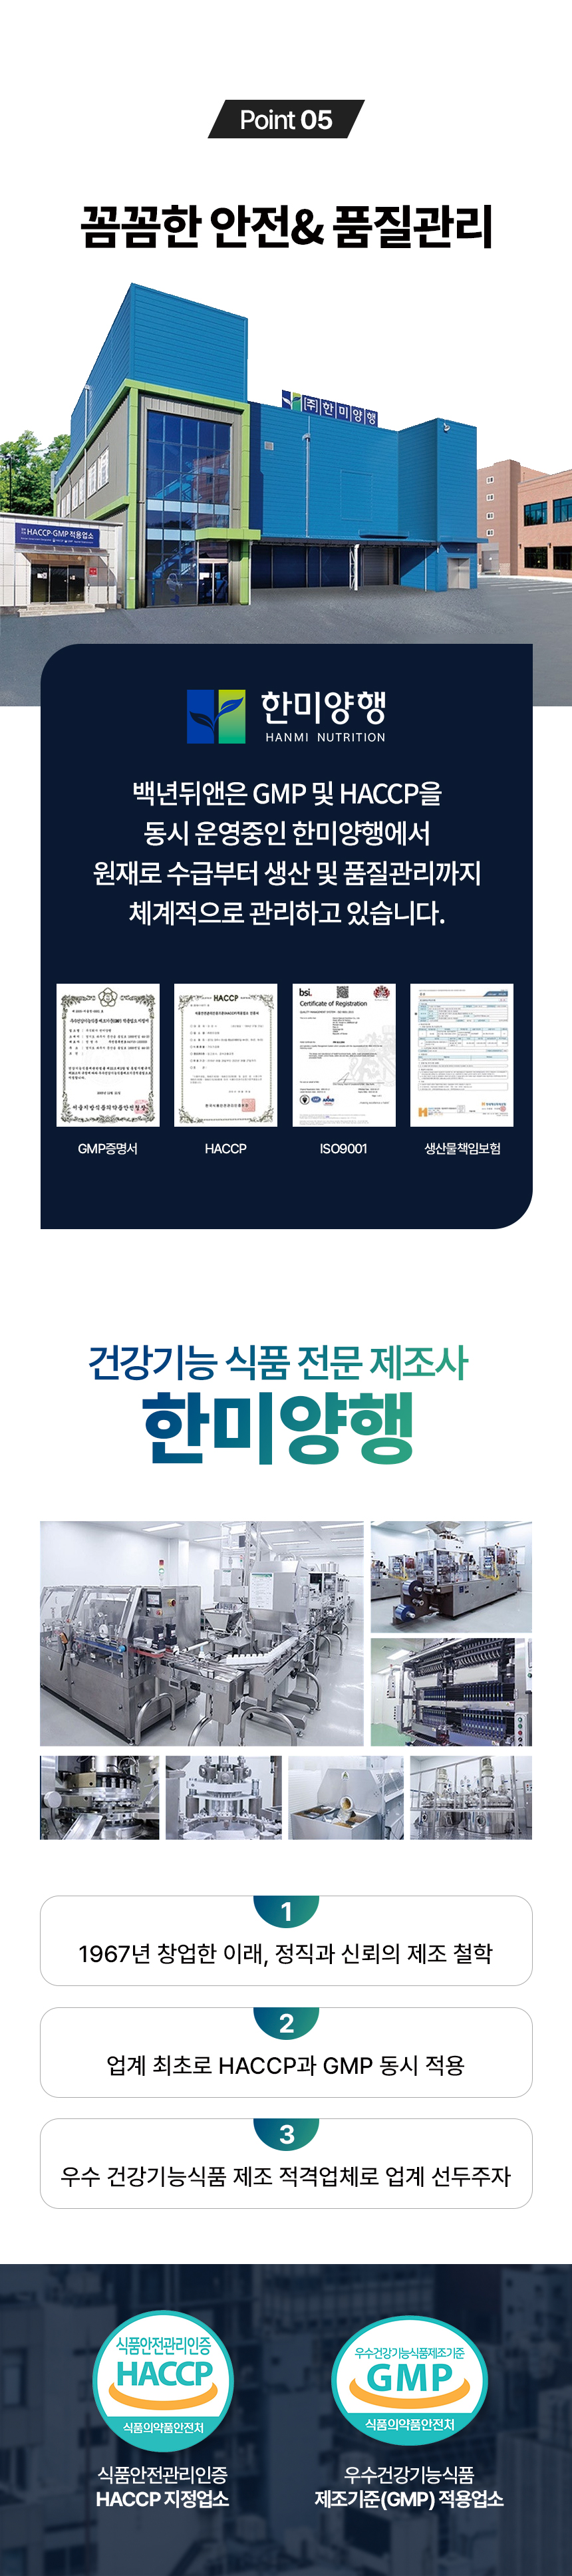 Point 05
꼼꼼한 안전& 품질관리
(주)한미양행
HACCP·GMP 적용업소
한미양행
HANMI NUTRITION
백년뒤앤은 GMP 및 HACCP을
동시 운영중인 한미양행에서
원재로 수급부터 생산 및 품질관리까지
체계적으로 관리하고 있습니다.
HACCP
bsi.
Certificate of Registration
GMP증명서
HACCP
ISO9001
생산물책임보험
건강기능 식품 전문 제조사
한미양행
1
1967년 창업한 이래, 정직과 신뢰의 제조 철학
2
업계 최초로 HACCP과 GMP 동시 적용
3
우수 건강기능식품 제조 적격업체로 업계 선두주자
식품안전관리인증
HACCP
식품의약품안전처
우수건강기능식품제조기준
GMP
식품의약품안전처
식품안전관리인증
HACCP 지정업소
우수건강기능식품
제조기준(GMP) 적용업소